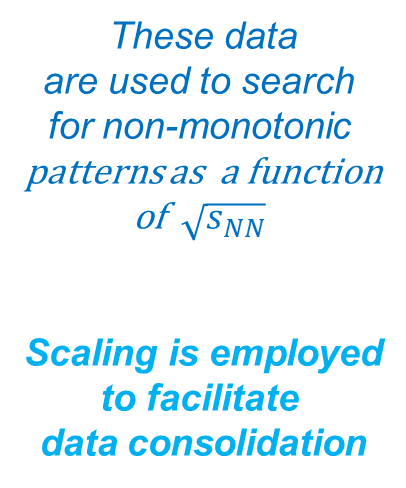 These data
are used to search
for non-monotonic
patterns as a function
of √s_NN
Scaling is employed
to facilitate
data consolidation